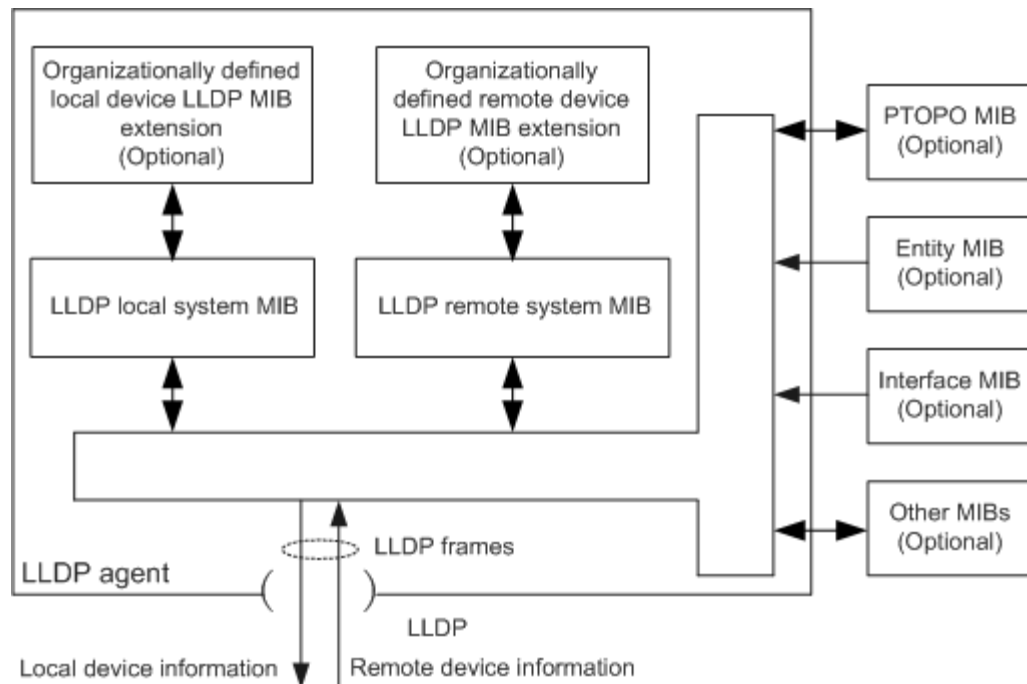 Organizationally defined
local device LLDP MIB
extension
(Optional)
Organizationally
defined remote device
LLDP MIB extension
(Optional)
PTOPO MIB
(Optional)
Entity MIB
(Optional)
LLDP local system MIB
LLDP remote system MIB
Interface MIB
(Optional)
Other MIBs
(Optional)
LLDP frames
LLDP agent
LLDP
Local device information
Remote device information